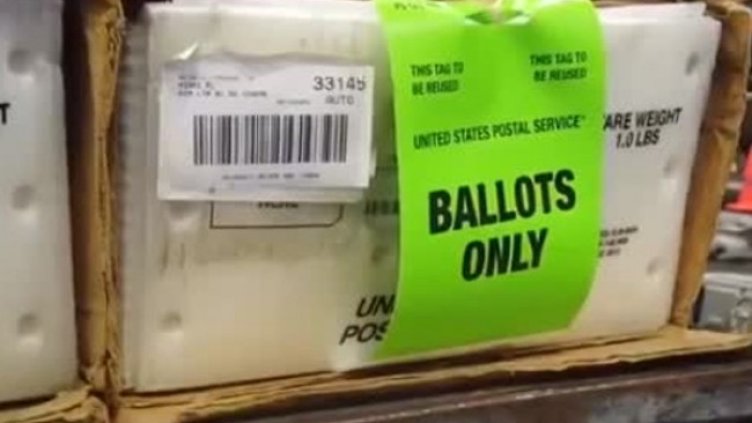 33145
AUTO
THIS TAG TO
BE REUSED
THIS TAG TO
BE REUSED
UNITED STATES POSTAL SERVICE
BALLOTS
ONLY
ARE WEIGHT
1.0 LBS
UN
POS
T